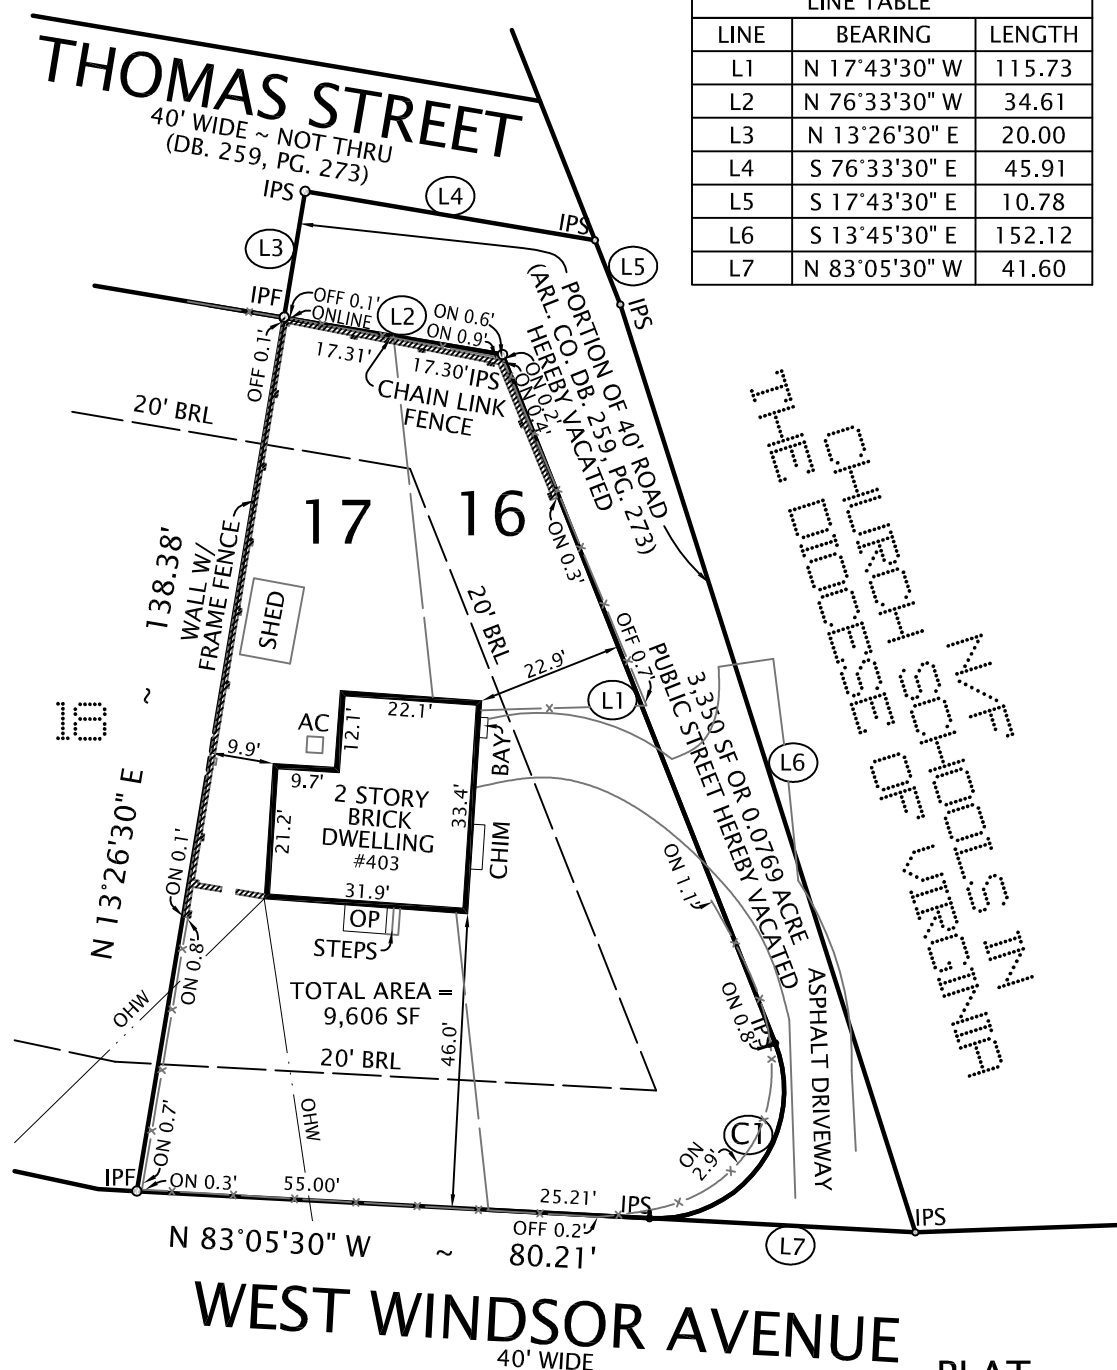 LINE TABLE
LINE BEARING LENGTH
L1 N 17°43'30" W 115.73
L2 N 76°33'30" W 34.61
L3 N 13°26'30" E 20.00
L4 S 76°33'30" E 45.91
L5 S 17°43'30" E 10.78
L6 S 13°45'30" E 152.12
L7 N 83°05'30" W 41.60
THOMAS STREET
40' WIDE ~ NOT THRU
(DB. 259, PG. 273)
IPS
L4
IPS
L3
L5
IPS
IPF
OFF 0.1'
ONLINE
L2
ON 0.6'
ON 0.9'
17.31'
17.30'
IPS
OFF 0.1'
CHAIN LINK
FENCE
ON 0.2'
ON 0.4'
PORTION OF 40' ROAD
(ARL. CO. DB. 259, PG. 273)
HEREBY VACATED
20' BRL
17
16
ON 0.3'
138.38'
WALL W/
FRAME FENCE
SHED
20' BRL
OFF 0.7'
22.9'
L1
3,350 SF OR 0.0769 ACRE
PUBLIC STREET HEREBY VACATED
N/F
CHURCH SCHOOLS IN
THE DIOCESE OF VIRGINIA
18
~
AC
22.1'
12.1'
BAY
9.9'
9.7'
L6
2 STORY
BRICK
DWELLING
#403
33.4'
21.2'
CHIM
N 13°26'30" E
ON 0.1'
31.9'
OP
STEPS
ON 1.1'
ON 0.8'
OHW
TOTAL AREA =
9,606 SF
46.0'
ON 0.8'
IPS
ASPHALT DRIVEWAY
20' BRL
OHW
ON 0.7'
C1
ON
2.9'
IPF
ON 0.3'
55.00'
25.21'
IPS
OFF 0.2'
IPS
L7
N 83°05'30" W ~ 80.21'
WEST WINDSOR AVENUE
40' WIDE
PLAT